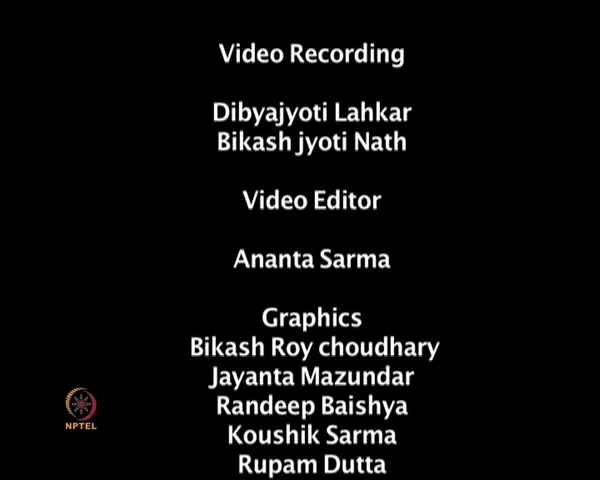 Video Recording
Dibyajyoti Lahkar
Bikash jyoti Nath
Video Editor
Ananta Sarma
Graphics
Bikash Roy choudhary
Jayanta Mazundar
Randeep Baishya
Koushik Sarma
Rupam Dutta
NPTEL